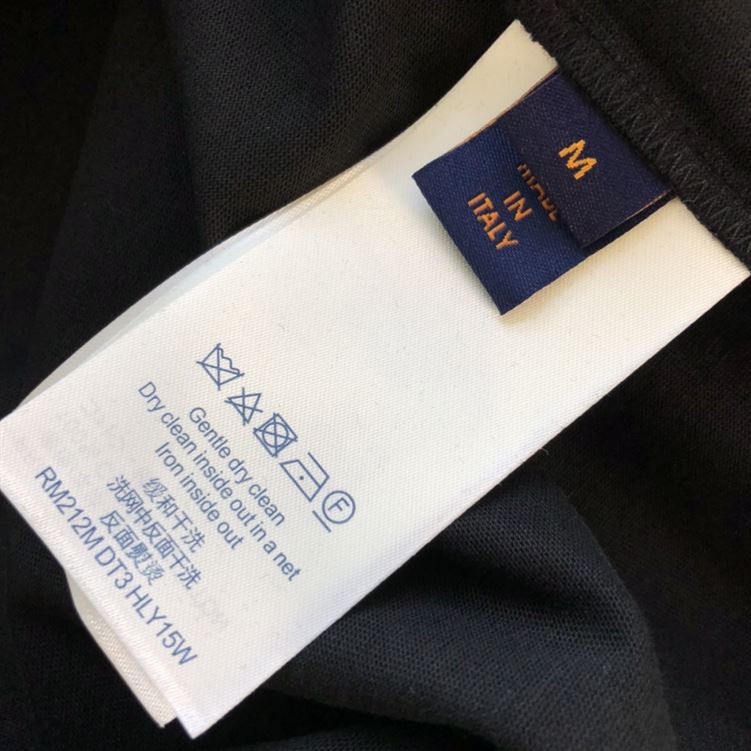 M
MADE
IN
ITALY
F
Gentle dry clean
Dry clean inside out in a net
Iron inside out
缓和干洗
洗网中反面干洗
反面熨烫
RM212M DT3 HLY15W